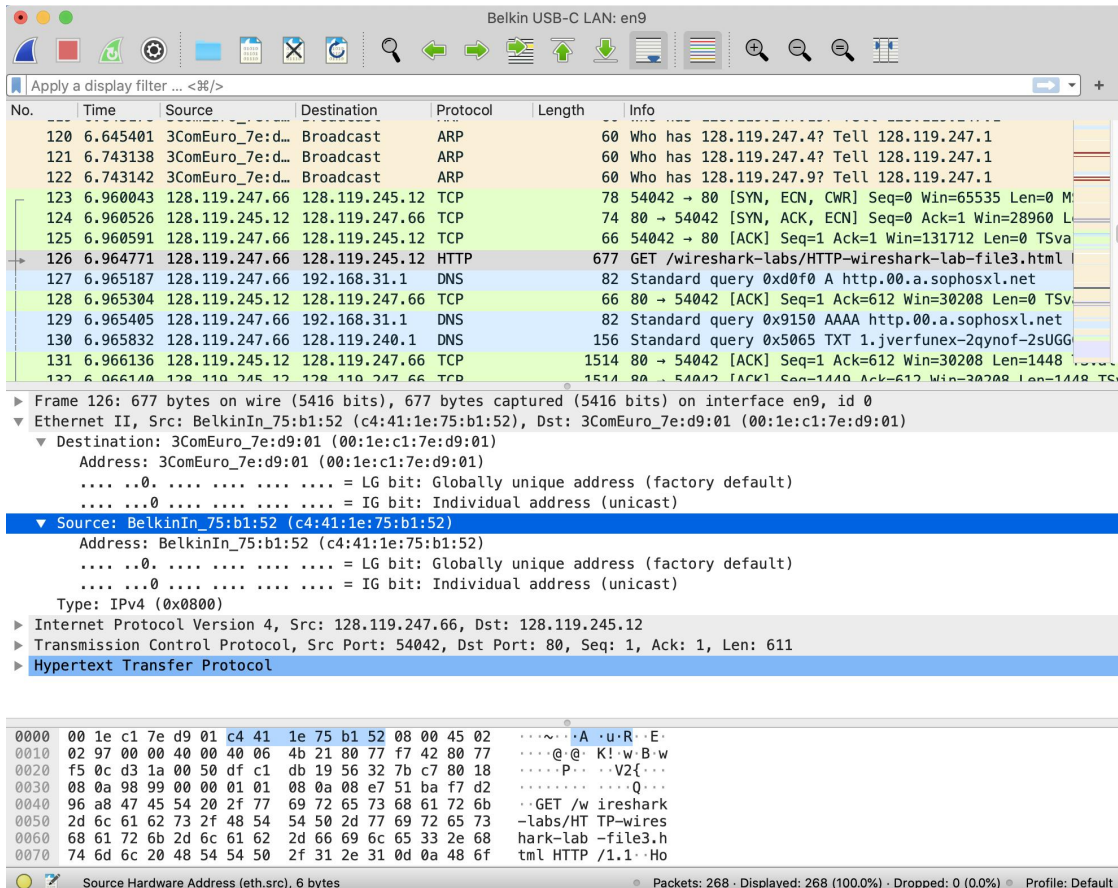 Belkin USB-C LAN: en9
Apply a display filter ... <⌘/>
+
No. Time Source Destination Protocol Length Info
120 6.645401 3ComEuro_7e:d… Broadcast ARP 60 Who has 128.119.247.4? Tell 128.119.247.1
121 6.743138 3ComEuro_7e:d… Broadcast ARP 60 Who has 128.119.247.4? Tell 128.119.247.1
122 6.743142 3ComEuro_7e:d… Broadcast ARP 60 Who has 128.119.247.9? Tell 128.119.247.1
123 6.960043 128.119.247.66 128.119.245.12 TCP 78 54042 → 80 [SYN, ECN, CWR] Seq=0 Win=65535 Len=0 M
124 6.960526 128.119.245.12 128.119.247.66 TCP 74 80 → 54042 [SYN, ACK, ECN] Seq=0 Ack=1 Win=28960 L
125 6.960591 128.119.247.66 128.119.245.12 TCP 66 54042 → 80 [ACK] Seq=1 Ack=1 Win=131712 Len=0 TSva
126 6.964771 128.119.247.66 128.119.245.12 HTTP 677 GET /wireshark-labs/HTTP-wireshark-lab-file3.html
127 6.965187 128.119.247.66 192.168.31.1 DNS 82 Standard query 0xd0f0 A http.00.a.sophosxl.net
128 6.965304 128.119.245.12 128.119.247.66 TCP 66 80 → 54042 [ACK] Seq=1 Ack=612 Win=30208 Len=0 TSv
129 6.965405 128.119.247.66 192.168.31.1 DNS 82 Standard query 0x9150 AAAA http.00.a.sophosxl.net
130 6.965832 128.119.247.66 128.119.240.1 DNS 156 Standard query 0x5065 TXT 1.jverfunex-2qynof-2sUGG
131 6.966136 128.119.245.12 128.119.247.66 TCP 1514 80 → 54042 [ACK] Seq=1 Ack=612 Win=30208 Len=1448
132 6.966140 128.119.245.12 128.119.247.66 TCP 1514 80 → 54042 [ACK] Seq=1449 Ack=612 Win=30208 Len=1448 TS
Frame 126: 677 bytes on wire (5416 bits), 677 bytes captured (5416 bits) on interface en9, id 0
Ethernet II, Src: BelkinIn_75:b1:52 (c4:41:1e:75:b1:52), Dst: 3ComEuro_7e:d9:01 (00:1e:c1:7e:d9:01)
Destination: 3ComEuro_7e:d9:01 (00:1e:c1:7e:d9:01)
Address: 3ComEuro_7e:d9:01 (00:1e:c1:7e:d9:01)
.... ..0. .... .... .... .... = LG bit: Globally unique address (factory default)
.... ...0 .... .... .... .... = IG bit: Individual address (unicast)
Source: BelkinIn_75:b1:52 (c4:41:1e:75:b1:52)
Address: BelkinIn_75:b1:52 (c4:41:1e:75:b1:52)
.... ..0. .... .... .... .... = LG bit: Globally unique address (factory default)
.... ...0 .... .... .... .... = IG bit: Individual address (unicast)
Type: IPv4 (0x0800)
Internet Protocol Version 4, Src: 128.119.247.66, Dst: 128.119.245.12
Transmission Control Protocol, Src Port: 54042, Dst Port: 80, Seq: 1, Ack: 1, Len: 611
Hypertext Transfer Protocol
0000 00 1e c1 7e d9 01 c4 41 1e 75 b1 52 08 00 45 02 ···~···A ·u·R··E·
0010 02 97 00 00 40 00 40 06 4b 21 80 77 f7 42 80 77 ····@·@· K!·w·B·w
0020 f5 0c d3 1a 00 50 df c1 db 19 56 32 7b c7 80 18 ·····P·· ··V2{···
0030 08 0a 98 99 00 00 01 01 08 0a 08 e7 51 ba f7 d2 ········ ····Q···
0040 96 a8 47 45 54 20 2f 77 69 72 65 73 68 61 72 6b ··GET /w ireshark
0050 2d 6c 61 62 73 2f 48 54 54 50 2d 77 69 72 65 73 -labs/HT TP-wires
0060 68 61 72 6b 2d 6c 61 62 2d 66 69 6c 65 33 2e 68 hark-lab -file3.h
0070 74 6d 6c 20 48 54 54 50 2f 31 2e 31 0d 0a 48 6f tml HTTP /1.1··Ho
Source Hardware Address (eth.src), 6 bytes Packets: 268 · Displayed: 268 (100.0%) · Dropped: 0 (0.0%) Profile: Default